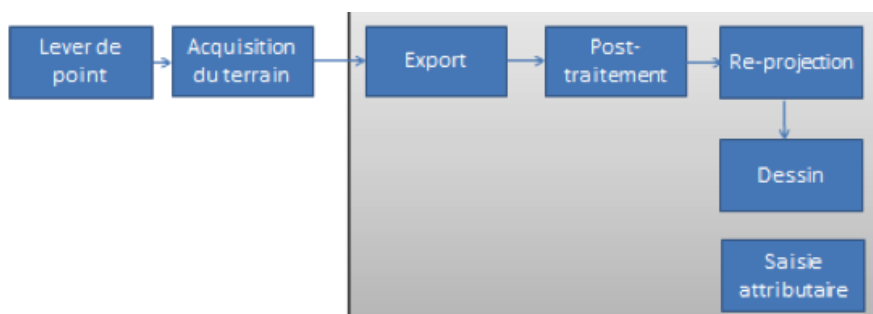 Lever de
point
Acquisition
du terrain
Export
Post-
traitement
Re-projection
Dessin
Saisie
attributaire